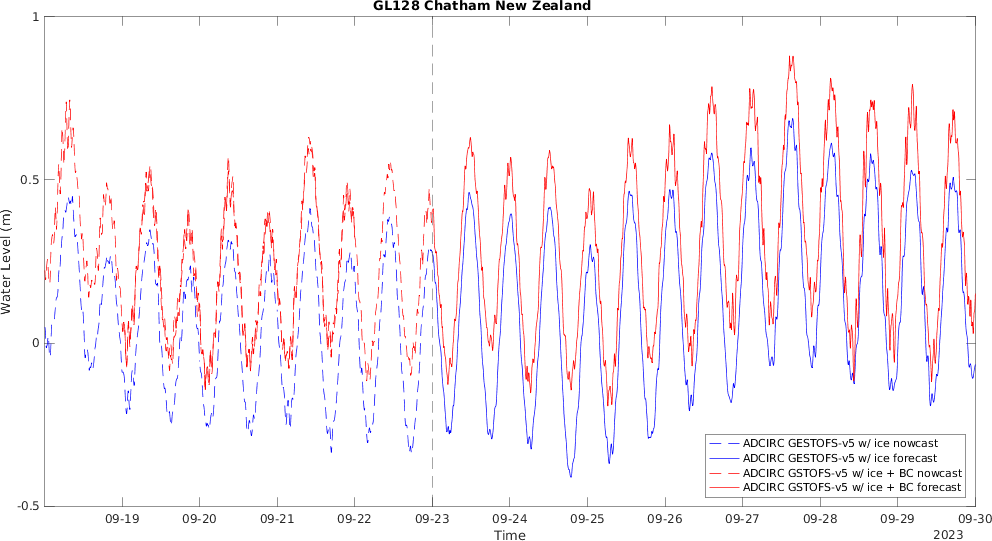 GL128 Chatham New Zealand
1
0.5
0
-0.5
Water Level (m)
ADCIRC GESTOFS-v5 w/ ice nowcast
ADCIRC GESTOFS-v5 w/ ice forecast
ADCIRC GSTOFS-v5 w/ ice + BC nowcast
ADCIRC GSTOFS-v5 w/ ice + BC forecast
09-19 09-20 09-21 09-22 09-23 09-24 09-25 09-26 09-27 09-28 09-29 09-30
Time
2023